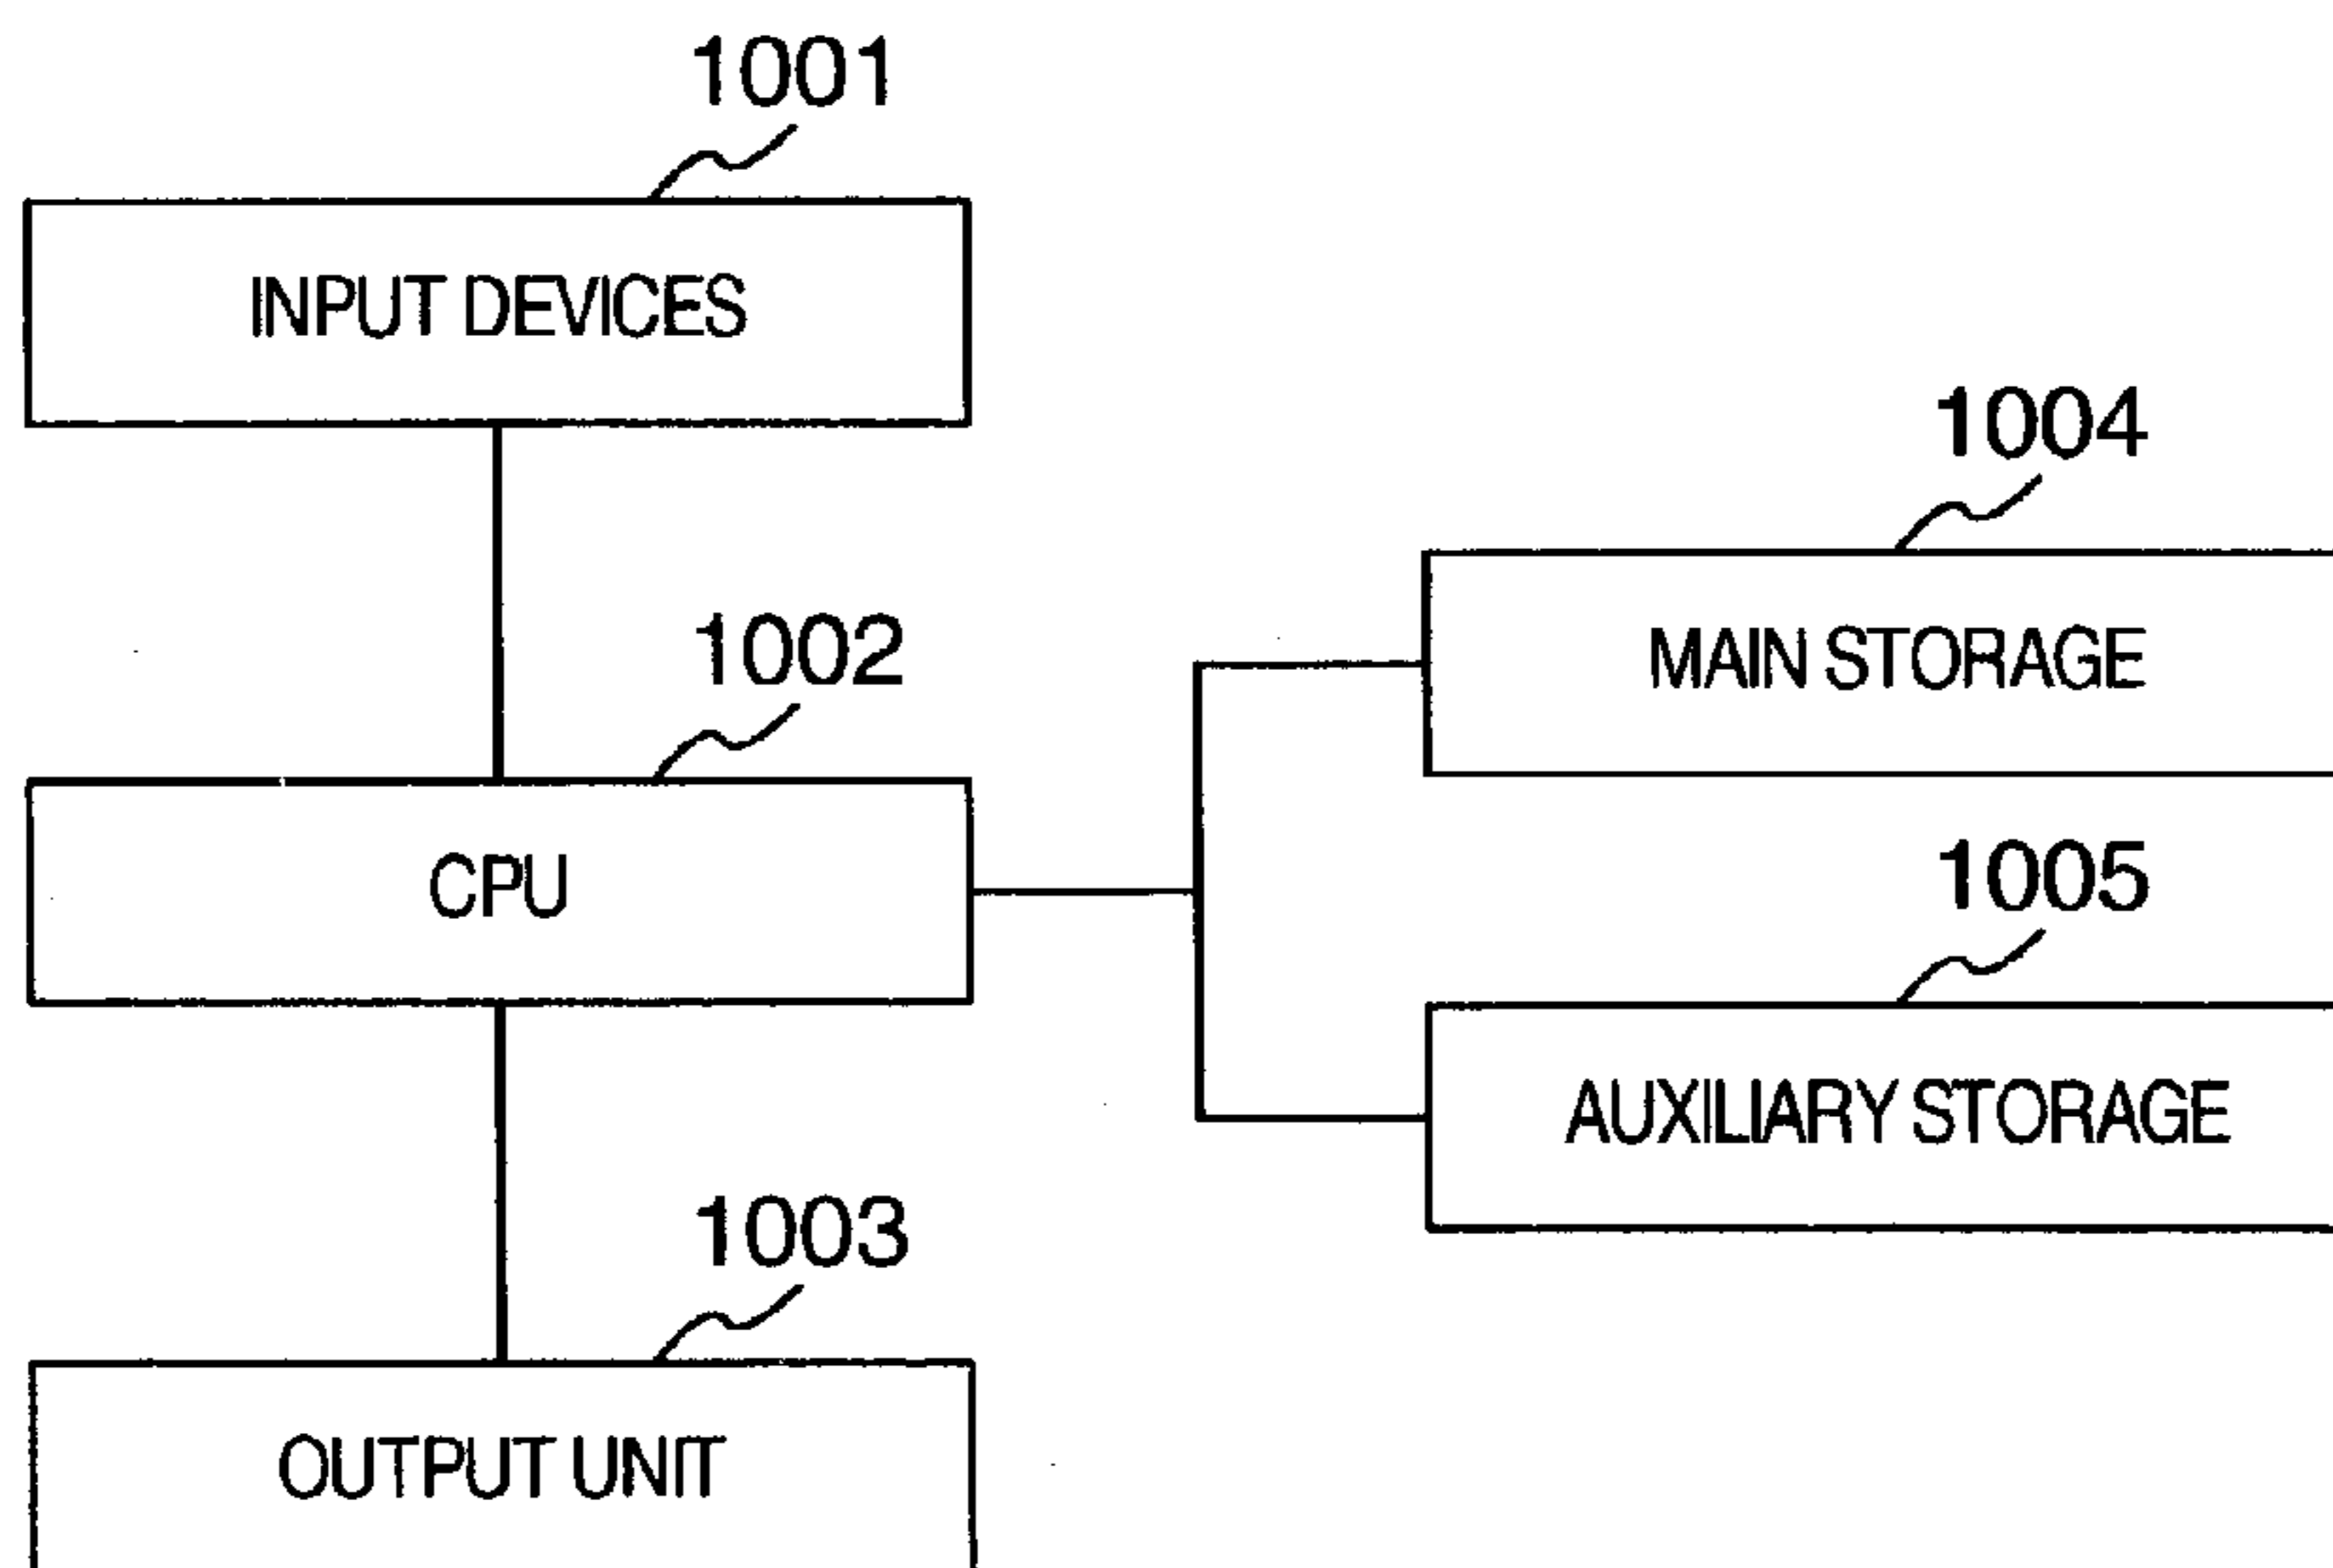 1001
INPUT DEVICES
1004
1002
MAIN STORAGE
CPU
1005
AUXILIARY STORAGE
1003
OUTPUT UNIT